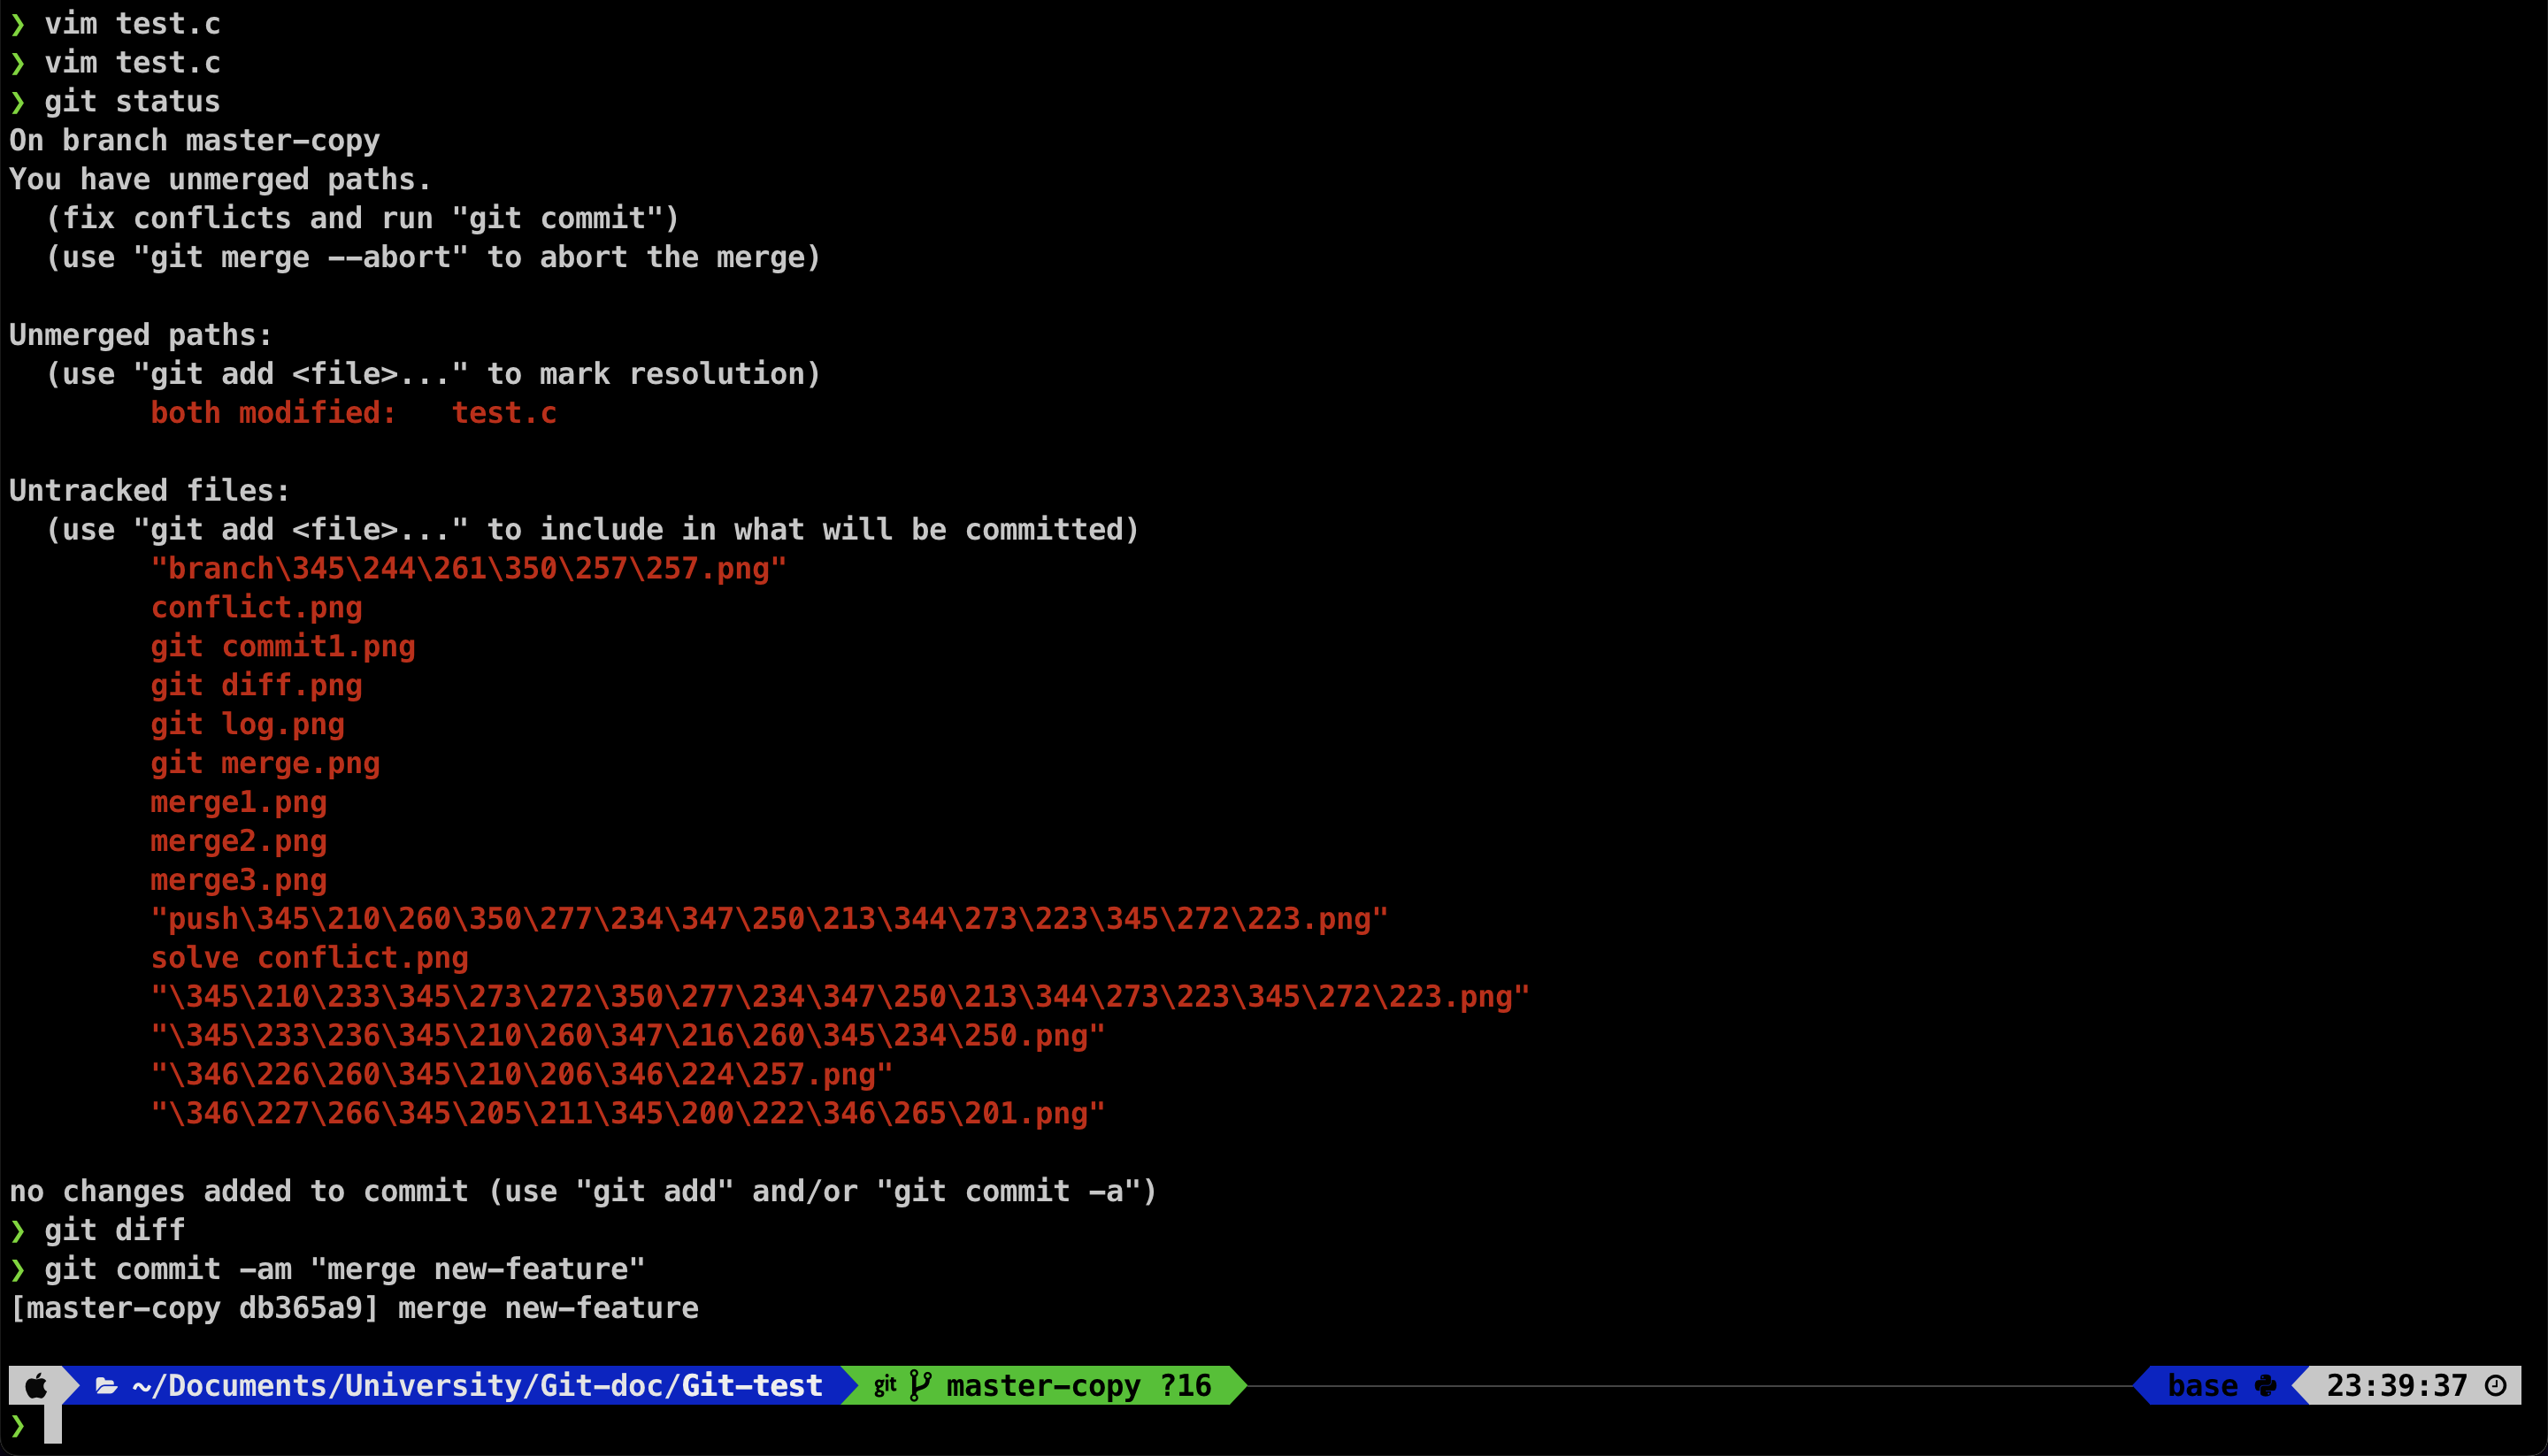 ❯ vim test.c
❯ vim test.c
❯ git status
On branch master-copy
You have unmerged paths.
  (fix conflicts and run "git commit")
  (use "git merge --abort" to abort the merge)

Unmerged paths:
  (use "git add <file>..." to mark resolution)
        both modified:   test.c

Untracked files:
  (use "git add <file>..." to include in what will be committed)
        "branch\345\244\261\350\257\257.png"
        conflict.png
        git commit1.png
        git diff.png
        git log.png
        git merge.png
        merge1.png
        merge2.png
        merge3.png
        "push\345\210\260\350\277\234\347\250\213\344\273\223\345\272\223.png"
        solve conflict.png
        "\345\210\233\345\273\272\350\277\234\347\250\213\344\273\223\345\272\223.png"
        "\345\233\236\345\210\260\347\216\260\345\234\250.png"
        "\346\226\260\345\210\206\346\224\257.png"
        "\346\227\266\345\205\211\345\200\222\346\265\201.png"

no changes added to commit (use "git add" and/or "git commit -a")
❯ git diff
❯ git commit -am "merge new-feature"
[master-copy db365a9] merge new-feature

~/Documents/University/Git-doc/Git-test git master-copy ?16 base 23:39:37
❯